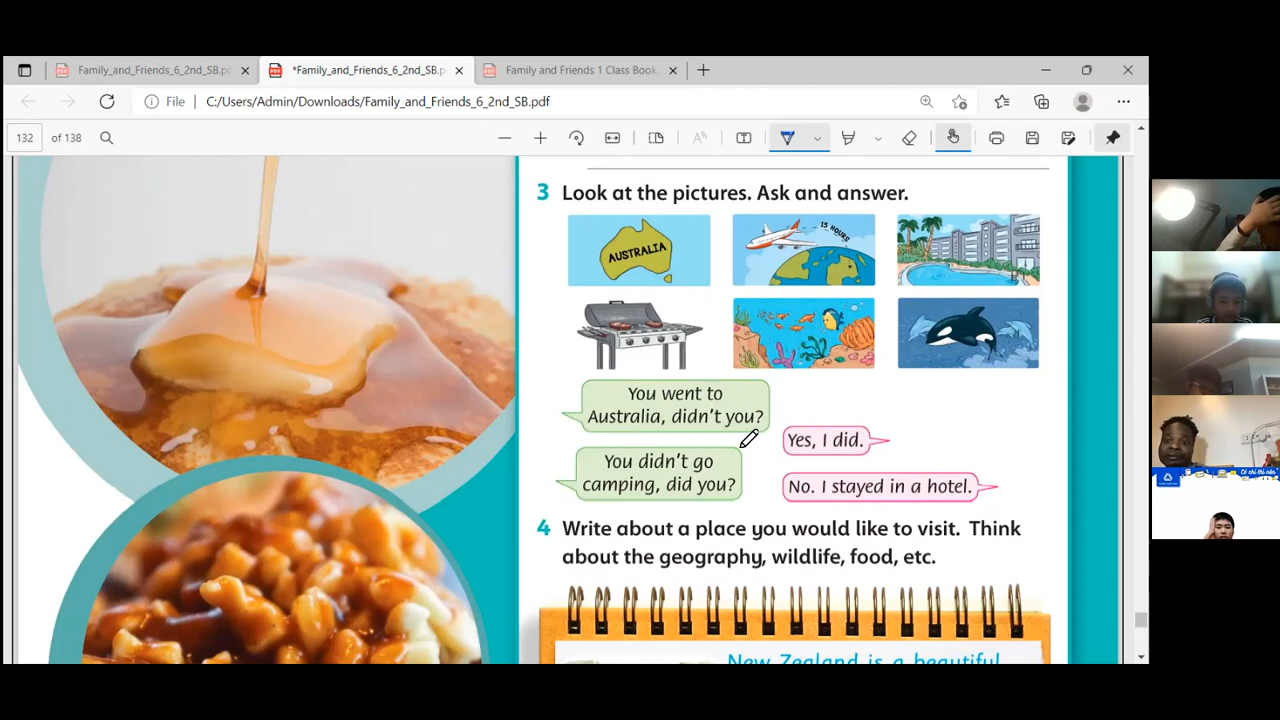 Family_and_Friends_6_2nd_SB.pd
*Family_and_Friends_6_2nd_SB.p
Family and Friends 1 Class Book.
File
C:/Users/Admin/Downloads/Family_and_Friends_6_2nd_SB.pdf
132 of 138
3 Look at the pictures. Ask and answer.
AUSTRALIA
15 HOURS
You went to
Australia, didn't you?
Yes, I did.
You didn't go
camping, did you?
No. I stayed in a hotel.
4 Write about a place you would like to visit. Think
about the geography, wildlife, food, etc.
New Zealand is a beautiful